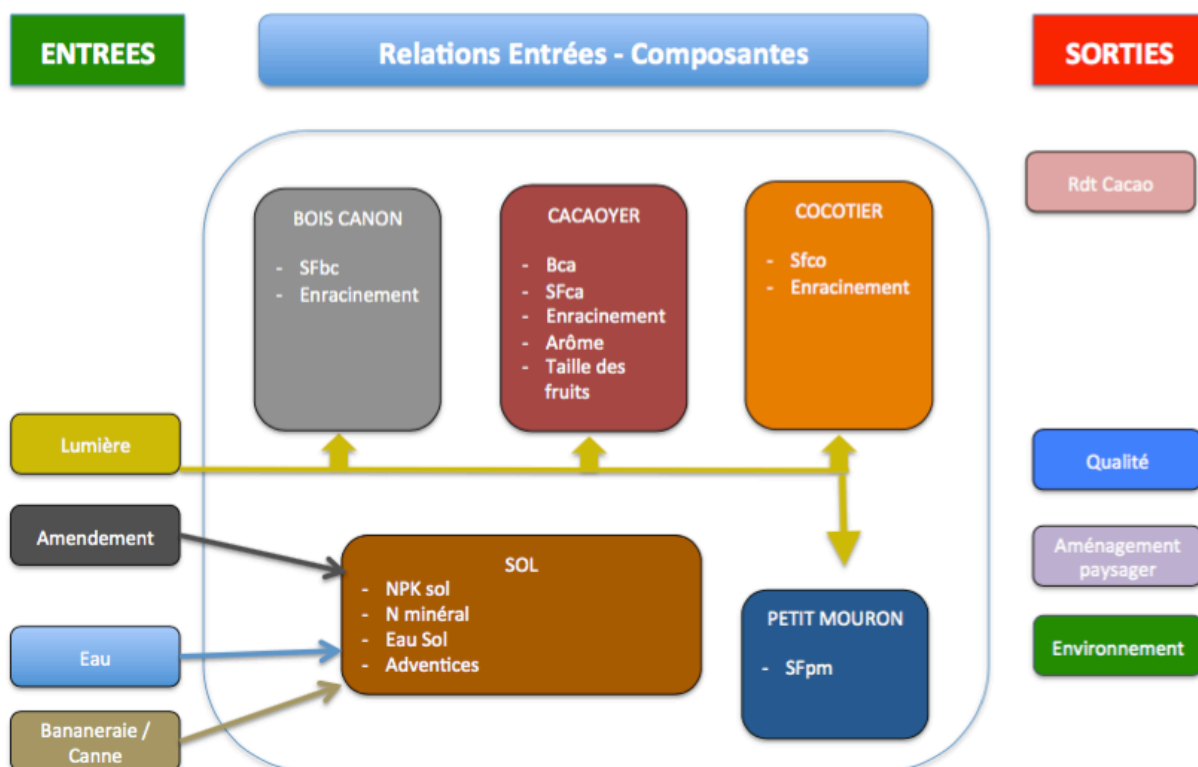 ENTREES
Relations Entrées - Composantes
SORTIES
BOIS CANON
- SFbc
- Enracinement
CACAOYER
- Bca
- SFca
- Enracinement
- Arôme
- Taille des
fruits
COCOTIER
- Sfco
- Enracinement
Rdt Cacao
Lumière
Amendement
Eau
Bananeraie /
Canne
SOL
- NPK sol
- N minéral
- Eau Sol
- Adventices
PETIT MOURON
- SFpm
Qualité
Aménagement
paysager
Environnement